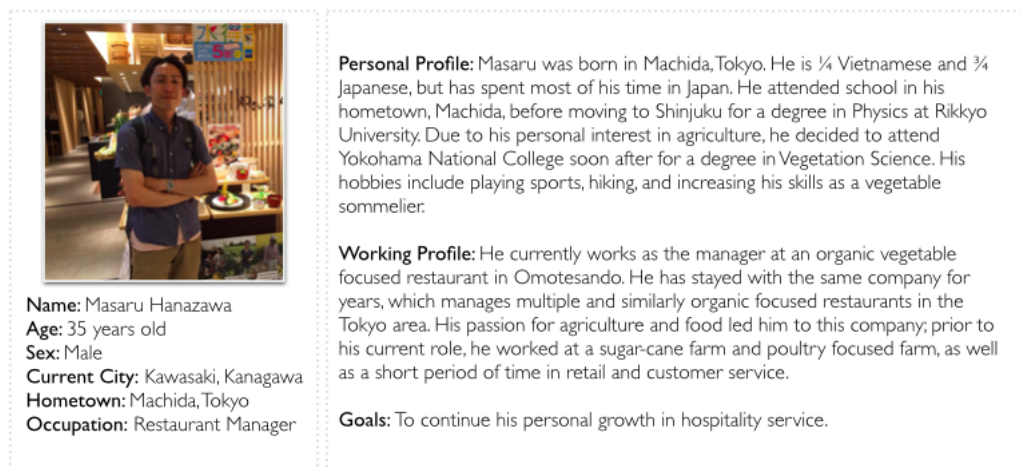 Name: Masaru Hanazawa
Age: 35 years old
Sex: Male
Current City: Kawasaki, Kanagawa
Hometown: Machida, Tokyo
Occupation: Restaurant Manager
Personal Profile: Masaru was born in Machida, Tokyo. He is ¼ Vietnamese and ¾
Japanese, but has spent most of his time in Japan. He attended school in his
hometown, Machida, before moving to Shinjuku for a degree in Physics at Rikkyo
University. Due to his personal interest in agriculture, he decided to attend
Yokohama National College soon after for a degree in Vegetation Science. His
hobbies include playing sports, hiking, and increasing his skills as a vegetable
sommelier.
Working Profile: He currently works as the manager at an organic vegetable
focused restaurant in Omotesando. He has stayed with the same company for
years, which manages multiple and similarly organic focused restaurants in the
Tokyo area. His passion for agriculture and food led him to this company; prior to
his current role, he worked at a sugar-cane farm and poultry focused farm, as well
as a short period of time in retail and customer service.
Goals: To continue his personal growth in hospitality service.